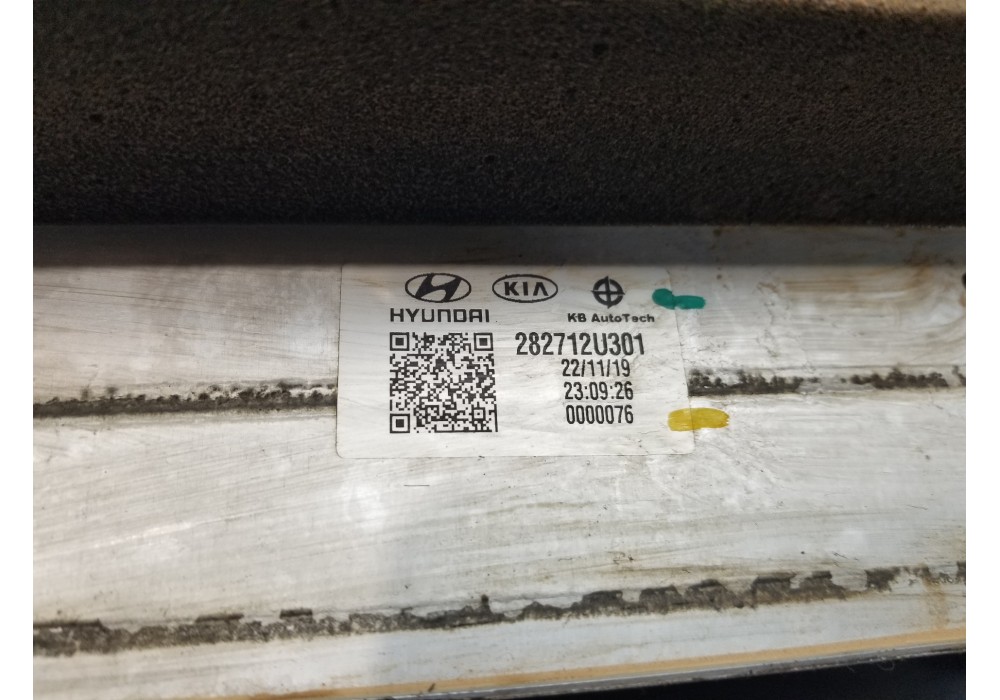 KIA
HYUNDAI
KB AutoTech
282712U301
22/11/19
23:09:26
0000076